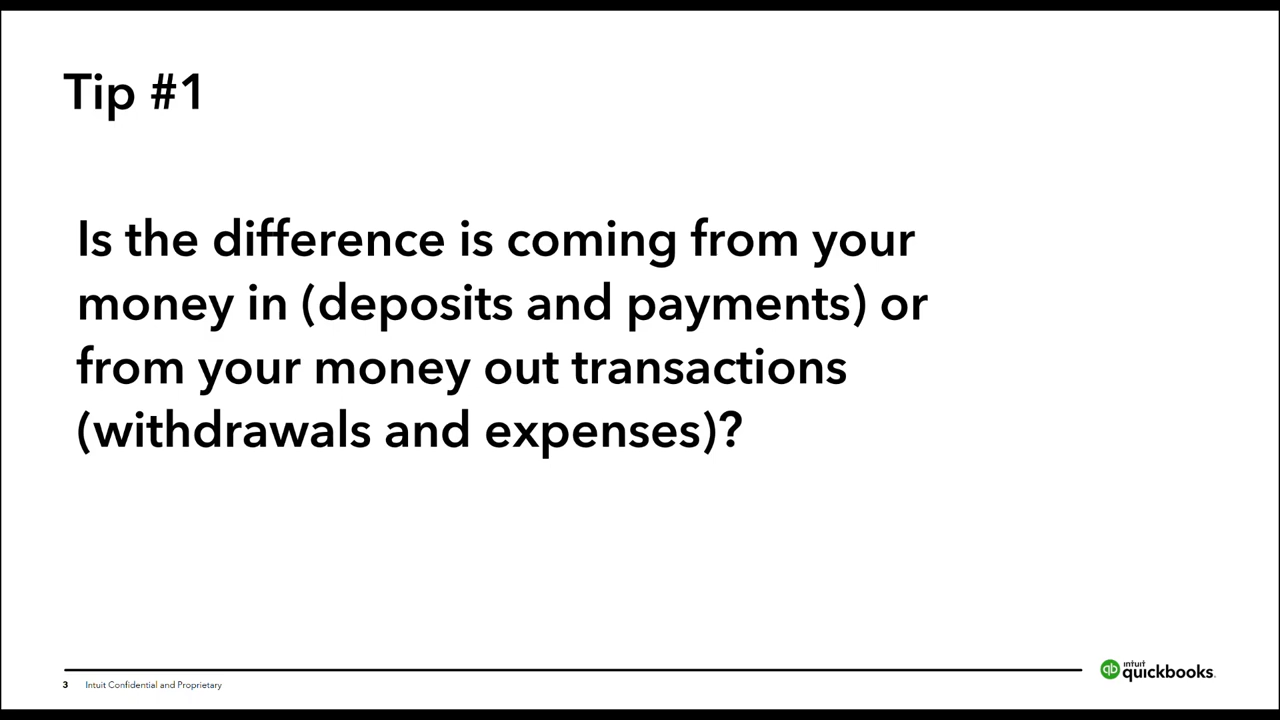 Tip #1
Is the difference is coming from your
money in (deposits and payments) or
from your money out transactions
(withdrawals and expenses)?
3 Intuit Confidential and Proprietary
qb intuit
quickbooks.